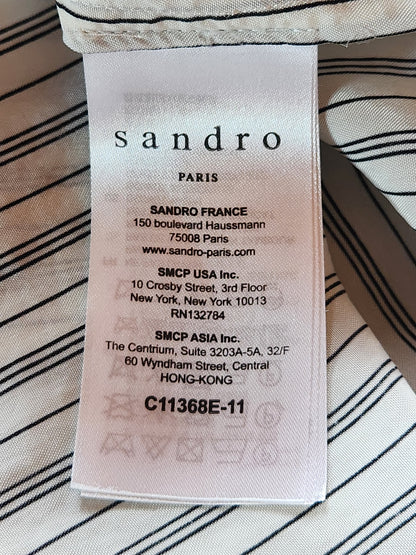 sandro
PARIS
SANDRO FRANCE
150 boulevard Haussmann
75008 Paris
www.sandro-paris.com
SMCP USA Inc.
10 Crosby Street, 3rd Floor
New York, New York 10013
RN132784
SMCP ASIA Inc.
The Centrium, Suite 3203A-5A, 32/F
60 Wyndham Street, Central
HONG-KONG
C11368E-11